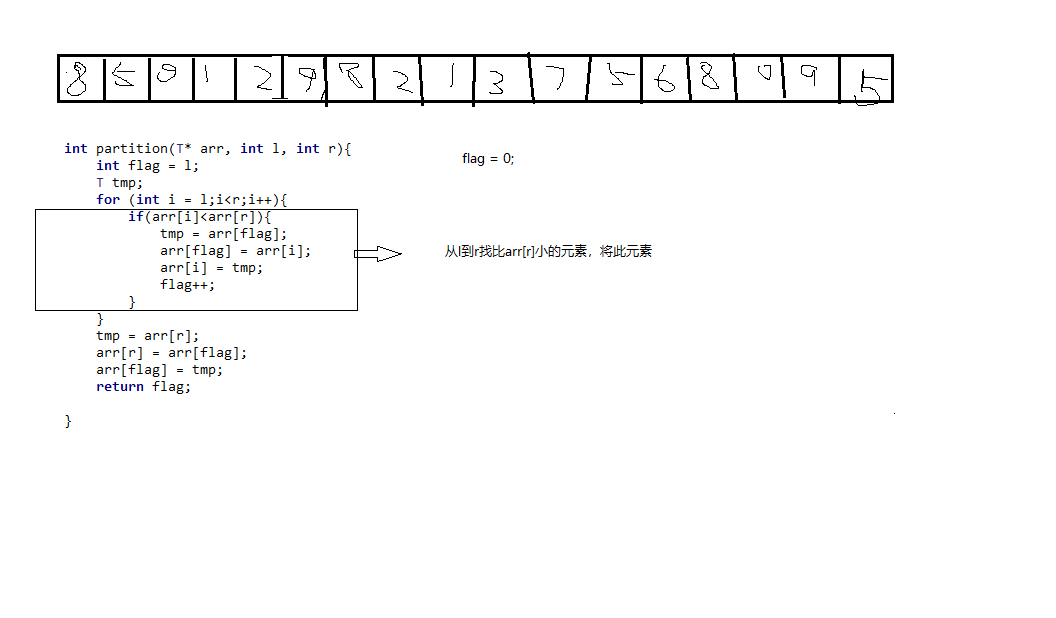 8 5 0 1 2 9 2 1 3 7 5 6 8 0 9 5
int partition(T* arr, int l, int r){
flag = 0;
int flag = l;
T tmp;
for (int i = l;i<r;i++){
if(arr[i]<arr[r]){
tmp = arr[flag];
arr[flag] = arr[i];
从l到r找比arr[r]小的元素，将此元素
arr[i] = tmp;
flag++;
}
}
tmp = arr[r];
arr[r] = arr[flag];
arr[flag] = tmp;
return flag;
}